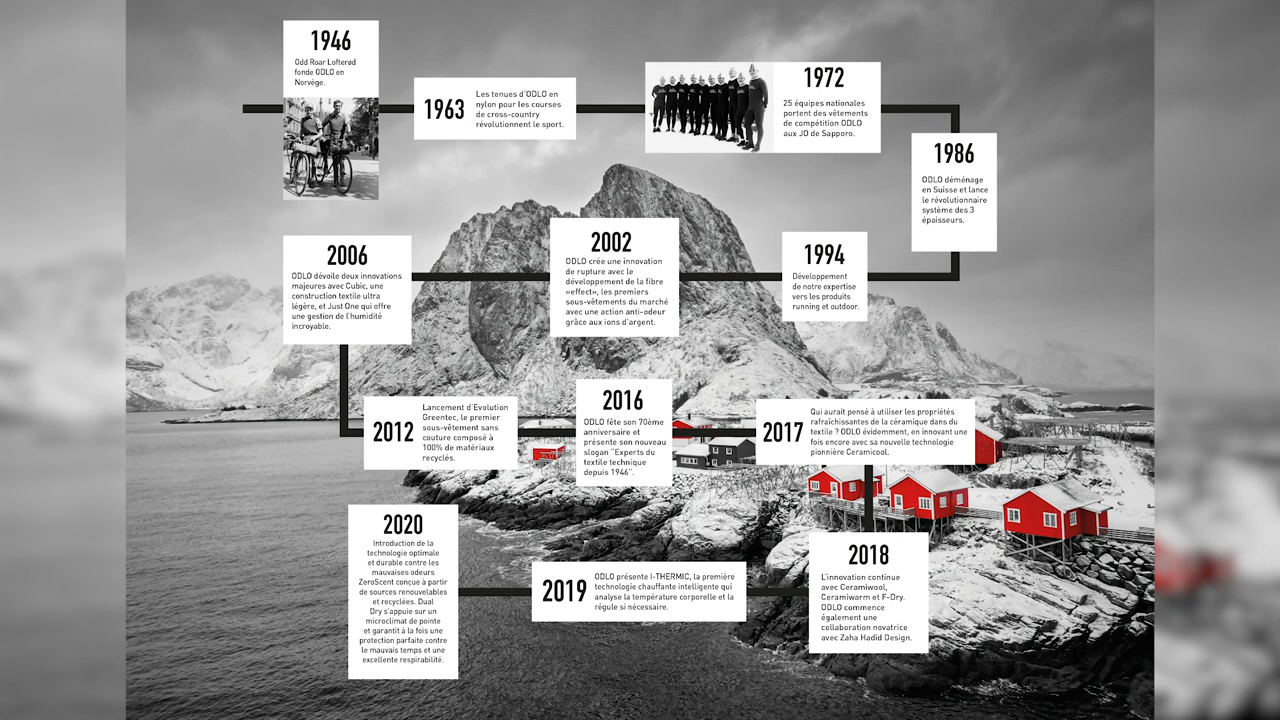 1946
Odd Roar Lofterød
fonde ODLO en
Norvège.
1963
Les tenues d'ODLO en
nylon pour les courses
de cross-country
révolutionnent le sport.
1972
25 équipes nationales
portent des vêtements
de compétition ODLO
aux JO de Sapporo.
1986
ODLO déménage
en Suisse et lance
le révolutionnaire
système des 3
épaisseurs.
1994
Développement
de notre expertise
vers les produits
running et outdoor.
2002
ODLO crée une innovation
de rupture avec le
développement de la fibre
«effect», les premiers
sous-vêtements du marché
avec une action anti-odeur
grâce aux ions d'argent.
2006
ODLO dévoile deux innovations
majeures avec Cubic, une
construction textile ultra
légère, et Just One qui offre
une gestion de l'humidité
incroyable.
2012
Lancement d'Evolution
Greentec, le premier
sous-vêtement sans
couture composé à
100% de matériaux
recyclés.
2016
ODLO fête son 70ème
anniversaire et
présente son nouveau
slogan "Experts du
textile technique
depuis 1946".
2017
Qui aurait pensé à utiliser les propriétés
rafraîchissantes de la céramique dans du
textile ? ODLO évidemment, en innovant une
fois encore avec sa nouvelle technologie
pionnière Ceramicool.
2018
L'innovation continue
avec Ceramiwool,
Ceramiwarm et F-Dry.
ODLO commence
également une
collaboration novatrice
avec Zaha Hadid Design.
2019
ODLO présente I-THERMIC, la première
technologie chauffante intelligente qui
analyse la température corporelle et la
régule si nécessaire.
2020
Introduction de la
technologie optimale
et durable contre les
mauvaises odeurs
ZeroScent conçue à partir
de sources renouvelables
et recyclées. Dual
Dry s'appuie sur un
microclimat de pointe
et garantit à la fois une
protection parfaite contre
le mauvais temps et une
excellente respirabilité.